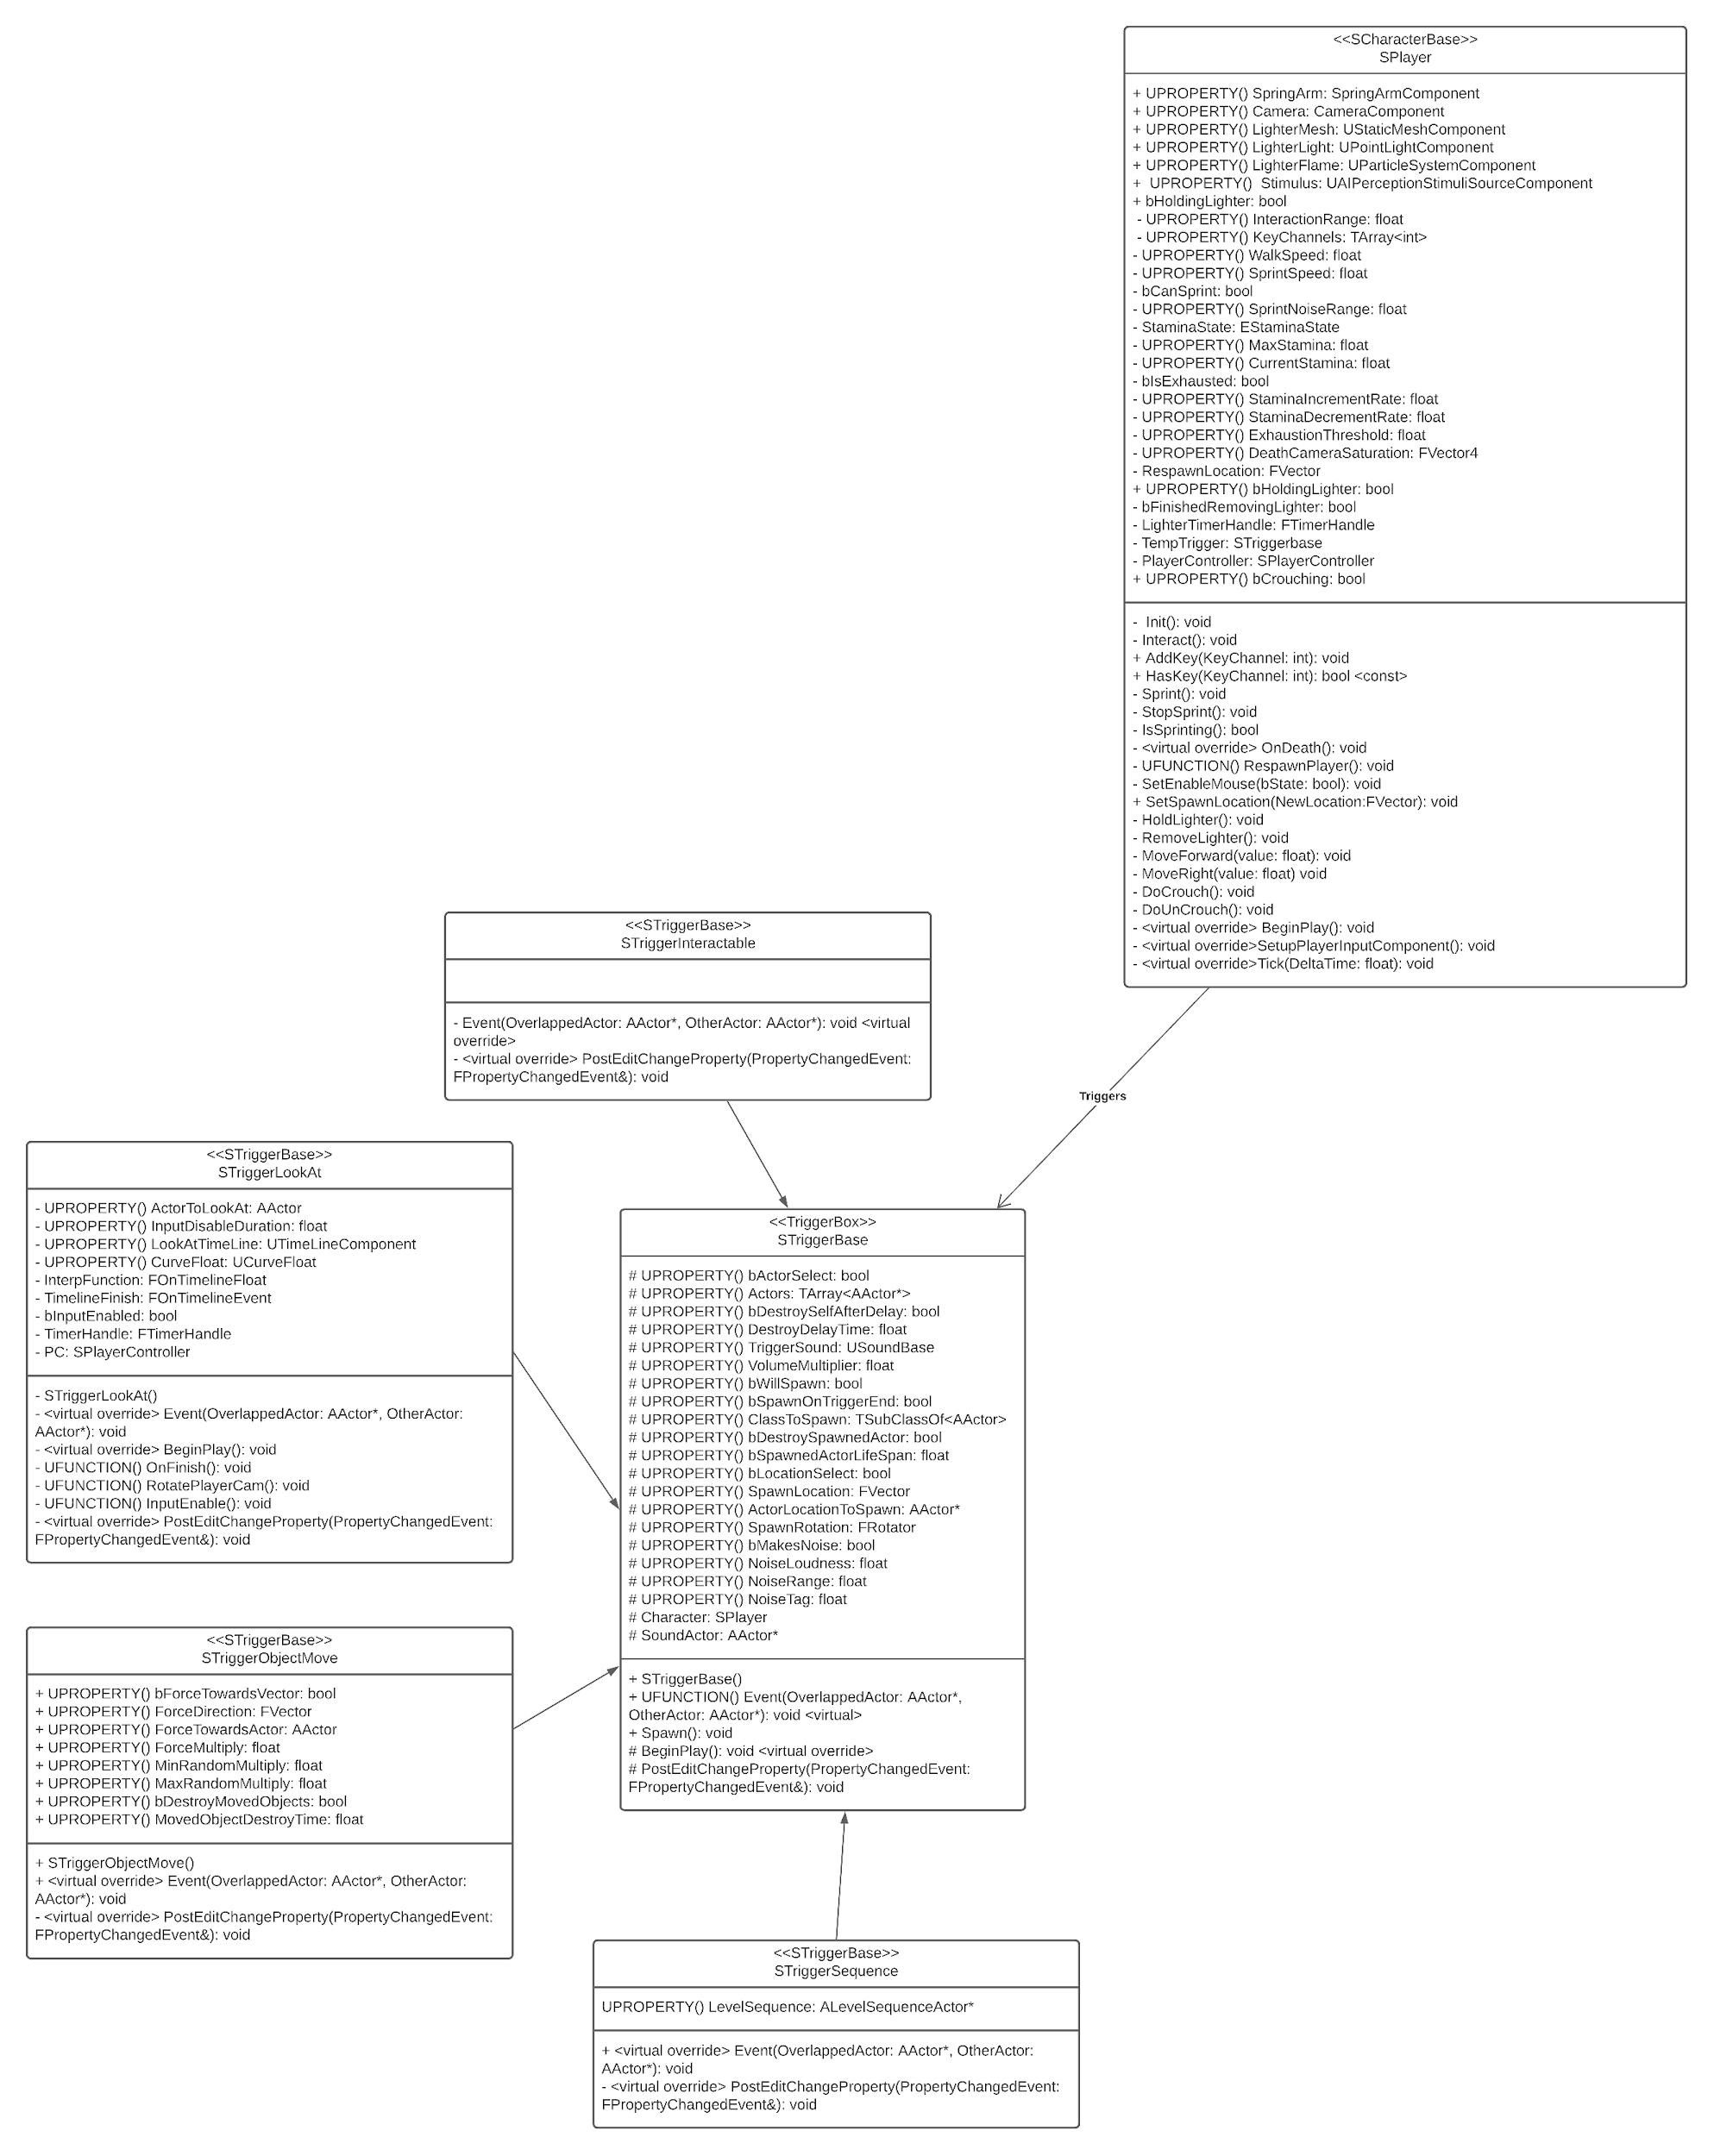 <<SCharacterBase>>
SPlayer
+ UPROPERTY() SpringArm: SpringArmComponent
+ UPROPERTY() Camera: CameraComponent
+ UPROPERTY() LighterMesh: UStaticMeshComponent
+ UPROPERTY() LighterLight: UPointLightComponent
+ UPROPERTY() LighterFlame: UParticleSystemComponent
+  UPROPERTY()  Stimulus: UAIPerceptionStimuliSourceComponent
+ bHoldingLighter: bool
- UPROPERTY() InteractionRange: float
- UPROPERTY() KeyChannels: TArray<int>
- UPROPERTY() WalkSpeed: float
- UPROPERTY() SprintSpeed: float
- bCanSprint: bool
- UPROPERTY() SprintNoiseRange: float
- StaminaState: EStaminaState
- UPROPERTY() MaxStamina: float
- UPROPERTY() CurrentStamina: float
- bIsExhausted: bool
- UPROPERTY() StaminaIncrementRate: float
- UPROPERTY() StaminaDecrementRate: float
- UPROPERTY() ExhaustionThreshold: float
- UPROPERTY() DeathCameraSaturation: FVector4
- RespawnLocation: FVector
+ UPROPERTY() bHoldingLighter: bool
- bFinishedRemovingLighter: bool
- LighterTimerHandle: FTimerHandle
- TempTrigger: STriggerbase
- PlayerController: SPlayerController
+ UPROPERTY() bCrouching: bool
-  Init(): void
- Interact(): void
+ AddKey(KeyChannel: int): void
+ HasKey(KeyChannel: int): bool <const>
- Sprint(): void
- StopSprint(): void
- IsSprinting(): bool
- <virtual override> OnDeath(): void
- UFUNCTION() RespawnPlayer(): void
- SetEnableMouse(bState: bool): void
+ SetSpawnLocation(NewLocation:FVector): void
- HoldLighter(): void
- RemoveLighter(): void
- MoveForward(value: float): void
- MoveRight(value: float) void
- DoCrouch(): void
- DoUnCrouch(): void
- <virtual override> BeginPlay(): void
- <virtual override>SetupPlayerInputComponent(): void
- <virtual override>Tick(DeltaTime: float): void
<<STriggerBase>>
STriggerInteractable
- Event(OverlappedActor: AActor*, OtherActor: AActor*): void <virtual
override>
- <virtual override> PostEditChangeProperty(PropertyChangedEvent:
FPropertyChangedEvent&): void
Triggers
<<STriggerBase>>
STriggerLookAt
- UPROPERTY() ActorToLookAt: AActor
- UPROPERTY() InputDisableDuration: float
- UPROPERTY() LookAtTimeLine: UTimeLineComponent
- UPROPERTY() CurveFloat: UCurveFloat
- InterpFunction: FOnTimelineFloat
- TimelineFinish: FOnTimelineEvent
- bInputEnabled: bool
- TimerHandle: FTimerHandle
- PC: SPlayerController
- STriggerLookAt()
- <virtual override> Event(OverlappedActor: AActor*, OtherActor:
AActor*): void
- <virtual override> BeginPlay(): void
- UFUNCTION() OnFinish(): void
- UFUNCTION() RotatePlayerCam(): void
- UFUNCTION() InputEnable(): void
- <virtual override> PostEditChangeProperty(PropertyChangedEvent:
FPropertyChangedEvent&): void
<<TriggerBox>>
STriggerBase
# UPROPERTY() bActorSelect: bool
# UPROPERTY() Actors: TArray<AActor*>
# UPROPERTY() bDestroySelfAfterDelay: bool
# UPROPERTY() DestroyDelayTime: float
# UPROPERTY() TriggerSound: USoundBase
# UPROPERTY() VolumeMultiplier: float
# UPROPERTY() bWillSpawn: bool
# UPROPERTY() bSpawnOnTriggerEnd: bool
# UPROPERTY() ClassToSpawn: TSubClassOf<AActor>
# UPROPERTY() bDestroySpawnedActor: bool
# UPROPERTY() bSpawnedActorLifeSpan: float
# UPROPERTY() bLocationSelect: bool
# UPROPERTY() SpawnLocation: FVector
# UPROPERTY() ActorLocationToSpawn: AActor*
# UPROPERTY() SpawnRotation: FRotator
# UPROPERTY() bMakesNoise: bool
# UPROPERTY() NoiseLoudness: float
# UPROPERTY() NoiseRange: float
# UPROPERTY() NoiseTag: float
# Character: SPlayer
# SoundActor: AActor*
+ STriggerBase()
+ UFUNCTION() Event(OverlappedActor: AActor*,
OtherActor: AActor*): void <virtual>
+ Spawn(): void
# BeginPlay(): void <virtual override>
# PostEditChangeProperty(PropertyChangedEvent:
FPropertyChangedEvent&): void
<<STriggerBase>>
STriggerObjectMove
+ UPROPERTY() bForceTowardsVector: bool
+ UPROPERTY() ForceDirection: FVector
+ UPROPERTY() ForceTowardsActor: AActor
+ UPROPERTY() ForceMultiply: float
+ UPROPERTY() MinRandomMultiply: float
+ UPROPERTY() MaxRandomMultiply: float
+ UPROPERTY() bDestroyMovedObjects: bool
+ UPROPERTY() MovedObjectDestroyTime: float
+ STriggerObjectMove()
+ <virtual override> Event(OverlappedActor: AActor*, OtherActor:
AActor*): void
- <virtual override> PostEditChangeProperty(PropertyChangedEvent:
FPropertyChangedEvent&): void
<<STriggerBase>>
STriggerSequence
UPROPERTY() LevelSequence: ALevelSequenceActor*
+ <virtual override> Event(OverlappedActor: AActor*, OtherActor:
AActor*): void
- <virtual override> PostEditChangeProperty(PropertyChangedEvent:
FPropertyChangedEvent&): void